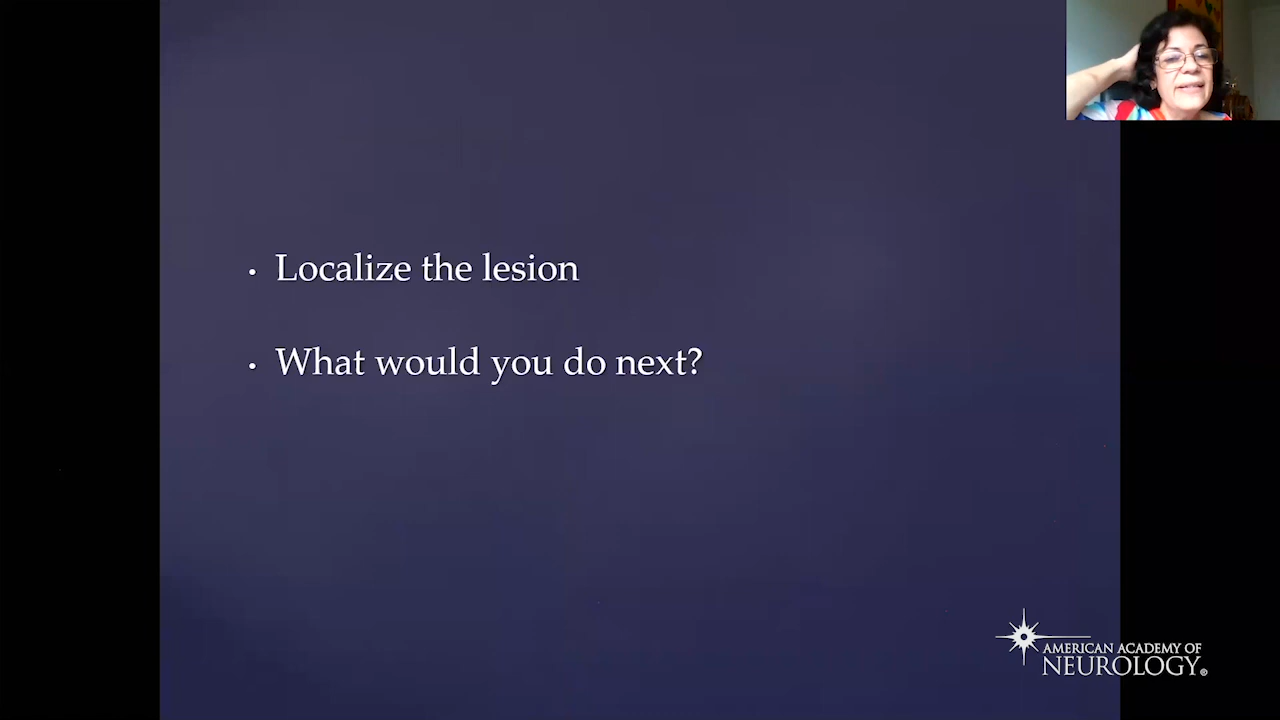 • Localize the lesion
• What would you do next?
AMERICAN ACADEMY OF
NEUROLOGY®